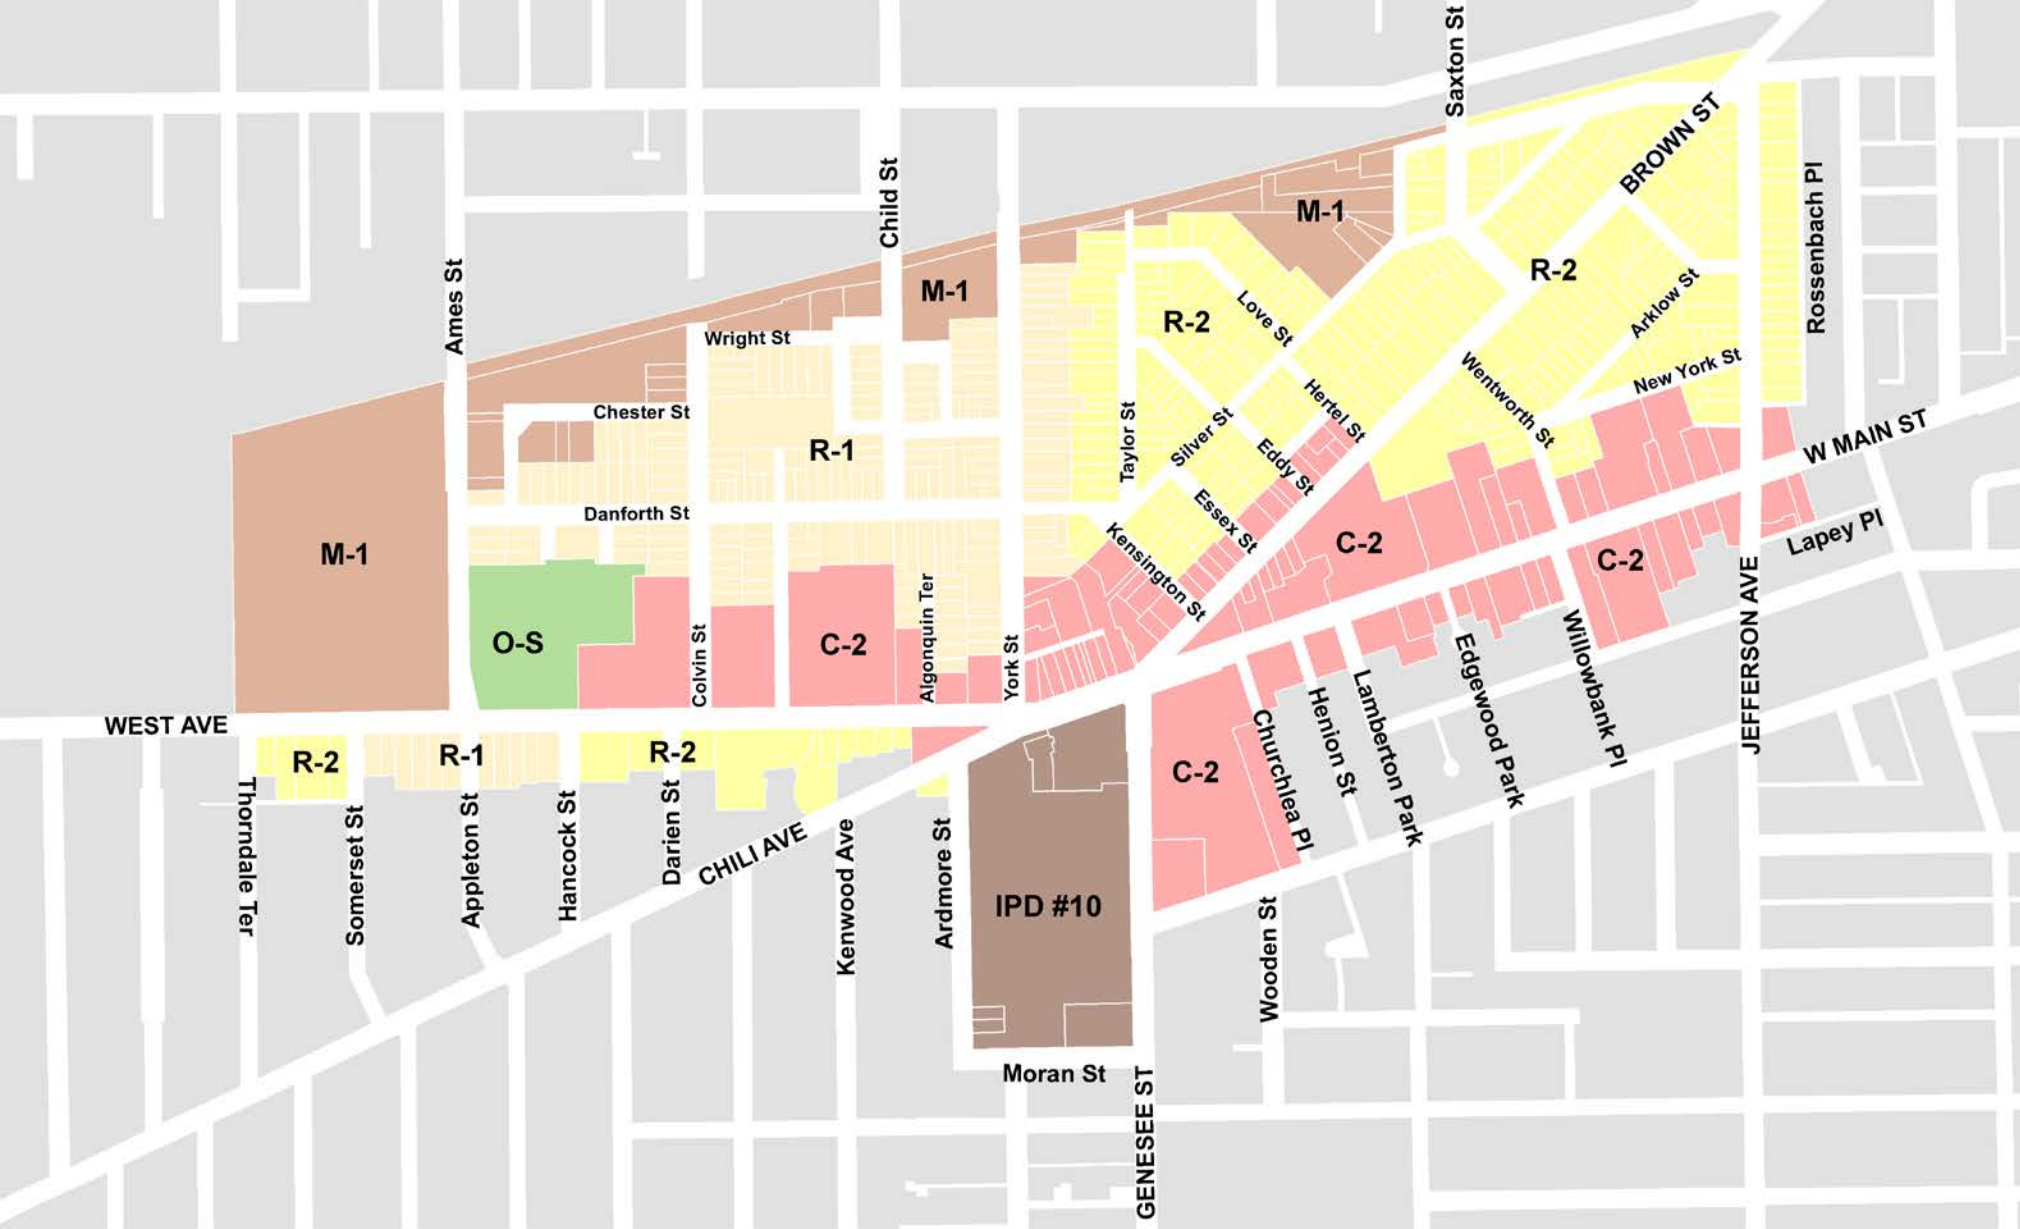 Saxton St
BROWN ST
Child St
M-1
Rossenbach Pl
Ames St
M-1
R-2
Love St
R-2
Arklow St
Wright St
New York St
Wentworth St
Hertel St
Chester St
R-1
Taylor St
Silver St
Eddy St
W MAIN ST
Danforth St
Essex St
M-1
Kensington St
C-2
C-2
Lapey Pl
O-S
Colvin St
C-2
Algonquin Ter
York St
JEFFERSON AVE
Willowbank Pl
Edgewood Park
WEST AVE
R-2
R-1
R-2
C-2
Churchlea Pl
Henion St
Lamberton Park
Thorndale Ter
Somerset St
Appleton St
Hancock St
Darien St
CHILI AVE
Kenwood Ave
Ardmore St
IPD #10
Wooden St
Moran St
GENESEE ST